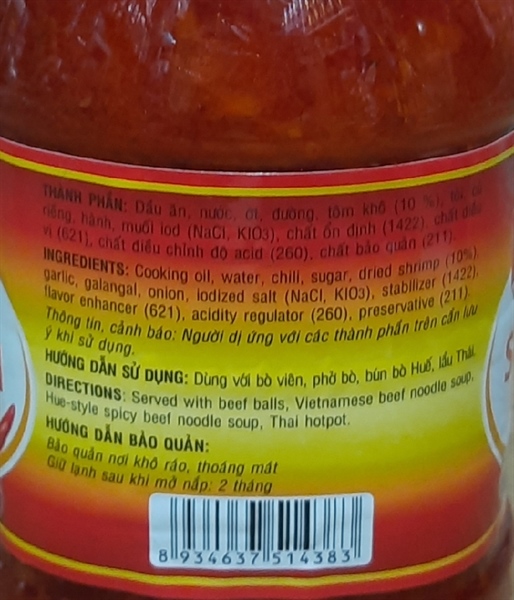 THÀNH PHẦN: Dầu ăn, nước, ớt, đường, tôm khô (10 %), tỏi, củ
riềng, hành, muối iod (NaCl, KIO3), chất ổn định (1422), chất điều
vị (621), chất điều chỉnh độ acid (260), chất bảo quản (211).
INGREDIENTS: Cooking oil, water, chili, sugar, dried shrimp (10%),
garlic, galangal, onion, iodized salt (NaCl, KIO3), stabilizer (1422),
flavor enhancer (621), acidity regulator (260), preservative (211).
Thông tin, cảnh báo: Người dị ứng với các thành phần trên cần lưu
ý khi sử dụng.
HƯỚNG DẪN SỬ DỤNG: Dùng với bò viên, phở bò, bún bò Huế, lẩu Thái.
DIRECTIONS: Served with beef balls, Vietnamese beef noodle soup,
Hue-style spicy beef noodle soup, Thai hotpot.
HƯỚNG DẪN BẢO QUẢN:
Bảo quản nơi khô ráo, thoáng mát
Giữ lạnh sau khi mở nắp: 2 tháng
8 934637 514383